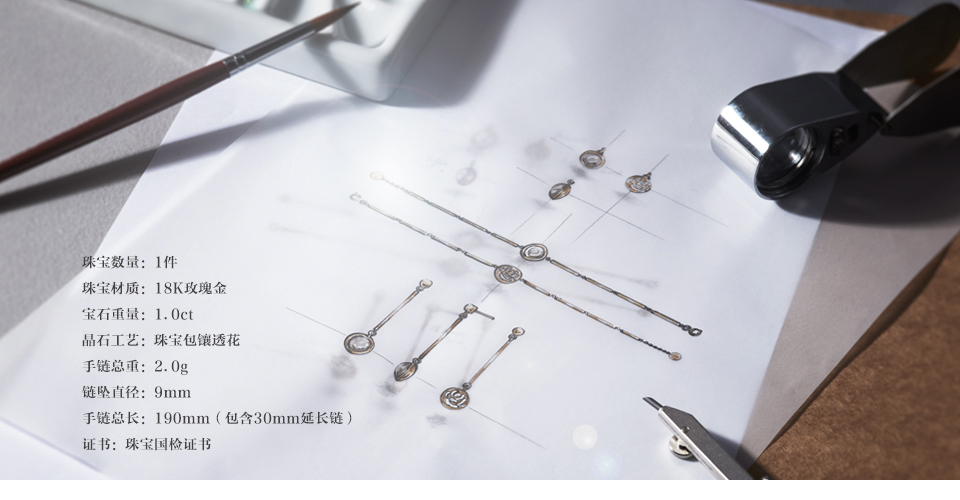 珠宝数量：1件
珠宝材质：18K玫瑰金
宝石重量：1.0ct
晶石工艺：珠宝包镶透花
手链总重：2.0g
链坠直径：9mm
手链总长：190mm（包含30mm延长链）
证书：珠宝国检证书